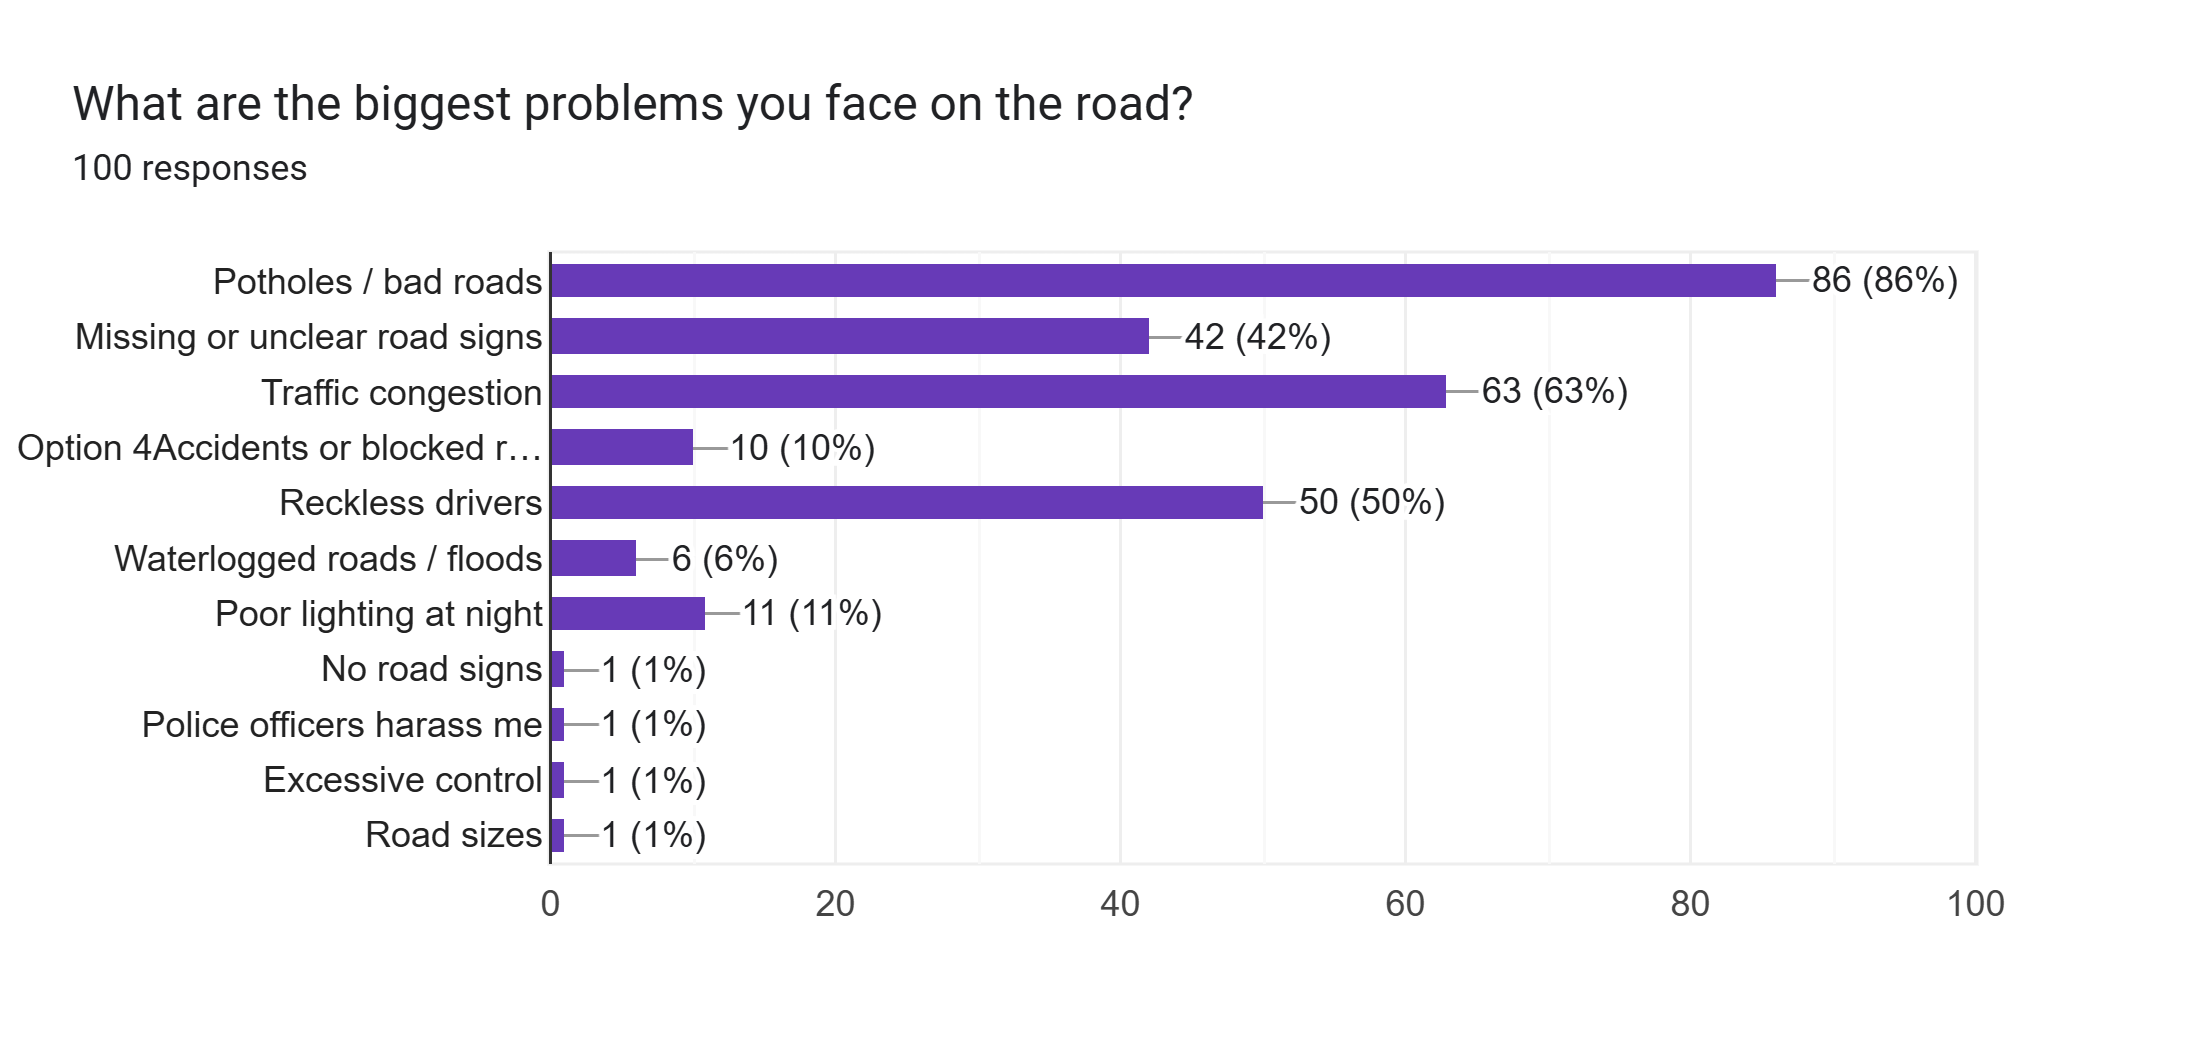 What are the biggest problems you face on the road?
100 responses
Potholes / bad roads 86 (86%)
Missing or unclear road signs 42 (42%)
Traffic congestion 63 (63%)
Option 4Accidents or blocked r… 10 (10%)
Reckless drivers 50 (50%)
Waterlogged roads / floods 6 (6%)
Poor lighting at night 11 (11%)
No road signs 1 (1%)
Police officers harass me 1 (1%)
Excessive control 1 (1%)
Road sizes 1 (1%)
0 20 40 60 80 100